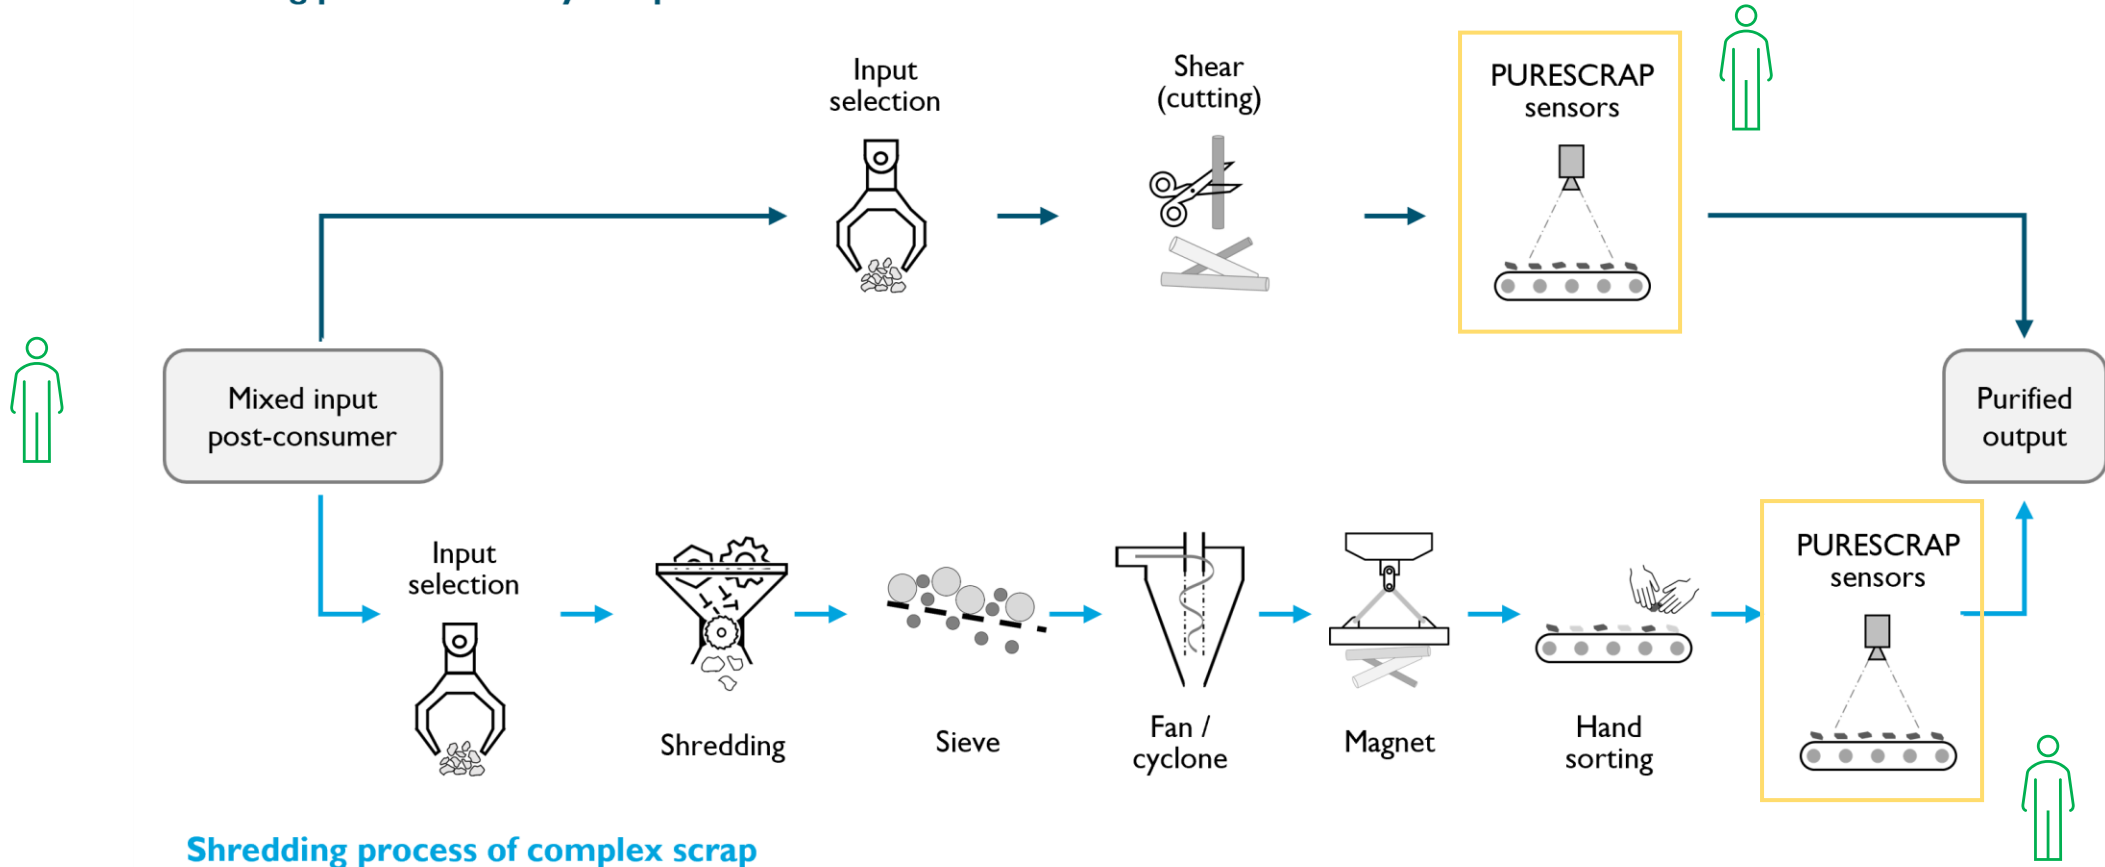 Input
selection
Shear
(cutting)
PURESCRAP
sensors
Mixed input
post-consumer
Purified
output
Input
selection
Shredding
Sieve
Fan /
cyclone
Magnet
Hand
sorting
PURESCRAP
sensors
Shredding process of complex scrap